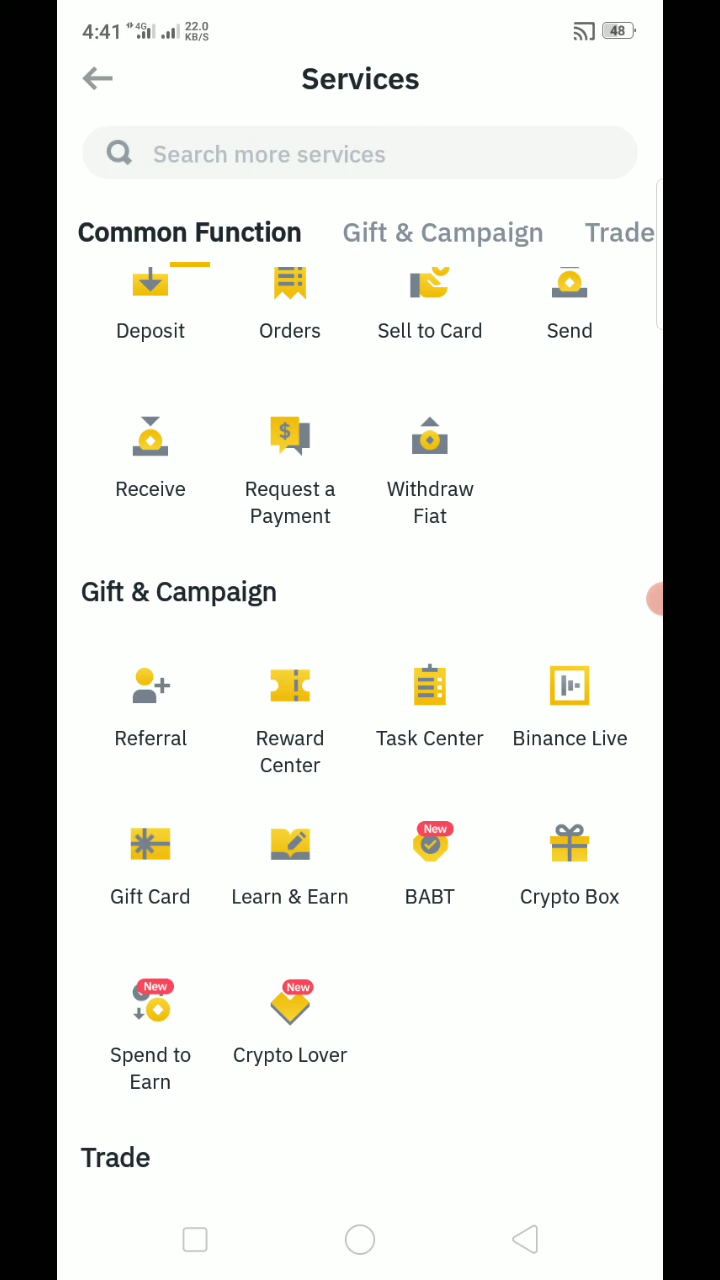 4:41 4G 22.0 KB/S 48
Services
Search more services
Common Function Gift & Campaign Trade
Deposit Orders Sell to Card Send
$
Receive Request a Payment Withdraw Fiat
Gift & Campaign
Referral Reward Center Task Center Binance Live
New
Gift Card Learn & Earn BABT Crypto Box
New New
Spend to Earn Crypto Lover
Trade